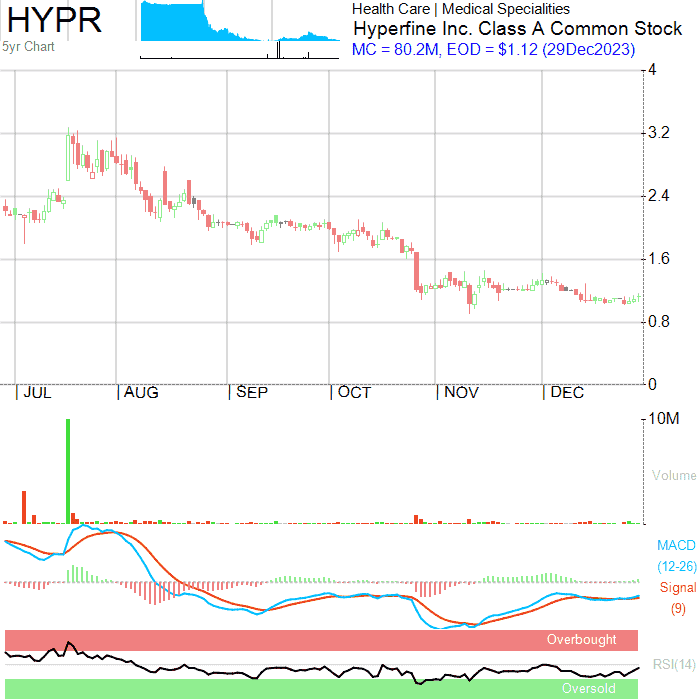 HYPR
5yr Chart
Health Care | Medical Specialities
Hyperfine Inc. Class A Common Stock
MC = 80.2M, EOD = $1.12 (29Dec2023)
4
3.2
2.4
1.6
0.8
0
JUL AUG SEP OCT NOV DEC
10M
Volume
MACD
(12-26)
Signal
(9)
Overbought
RSI(14)
Oversold